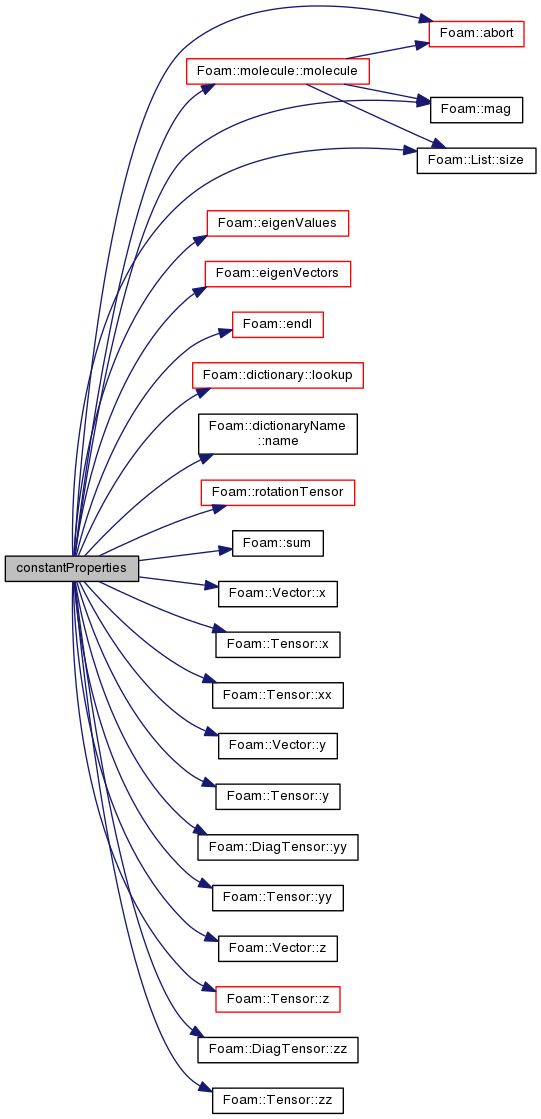 Foam::abort
Foam::molecule::molecule
Foam::mag
Foam::List::size
Foam::eigenValues
Foam::eigenVectors
Foam::endl
Foam::dictionary::lookup
Foam::dictionaryName
::name
Foam::rotationTensor
Foam::sum
constantProperties
Foam::Vector::x
Foam::Tensor::x
Foam::Tensor::xx
Foam::Vector::y
Foam::Tensor::y
Foam::DiagTensor::yy
Foam::Tensor::yy
Foam::Vector::z
Foam::Tensor::z
Foam::DiagTensor::zz
Foam::Tensor::zz